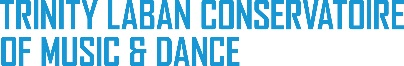 TRINITY LABAN CONSERVATOIRE
OF MUSIC & DANCE